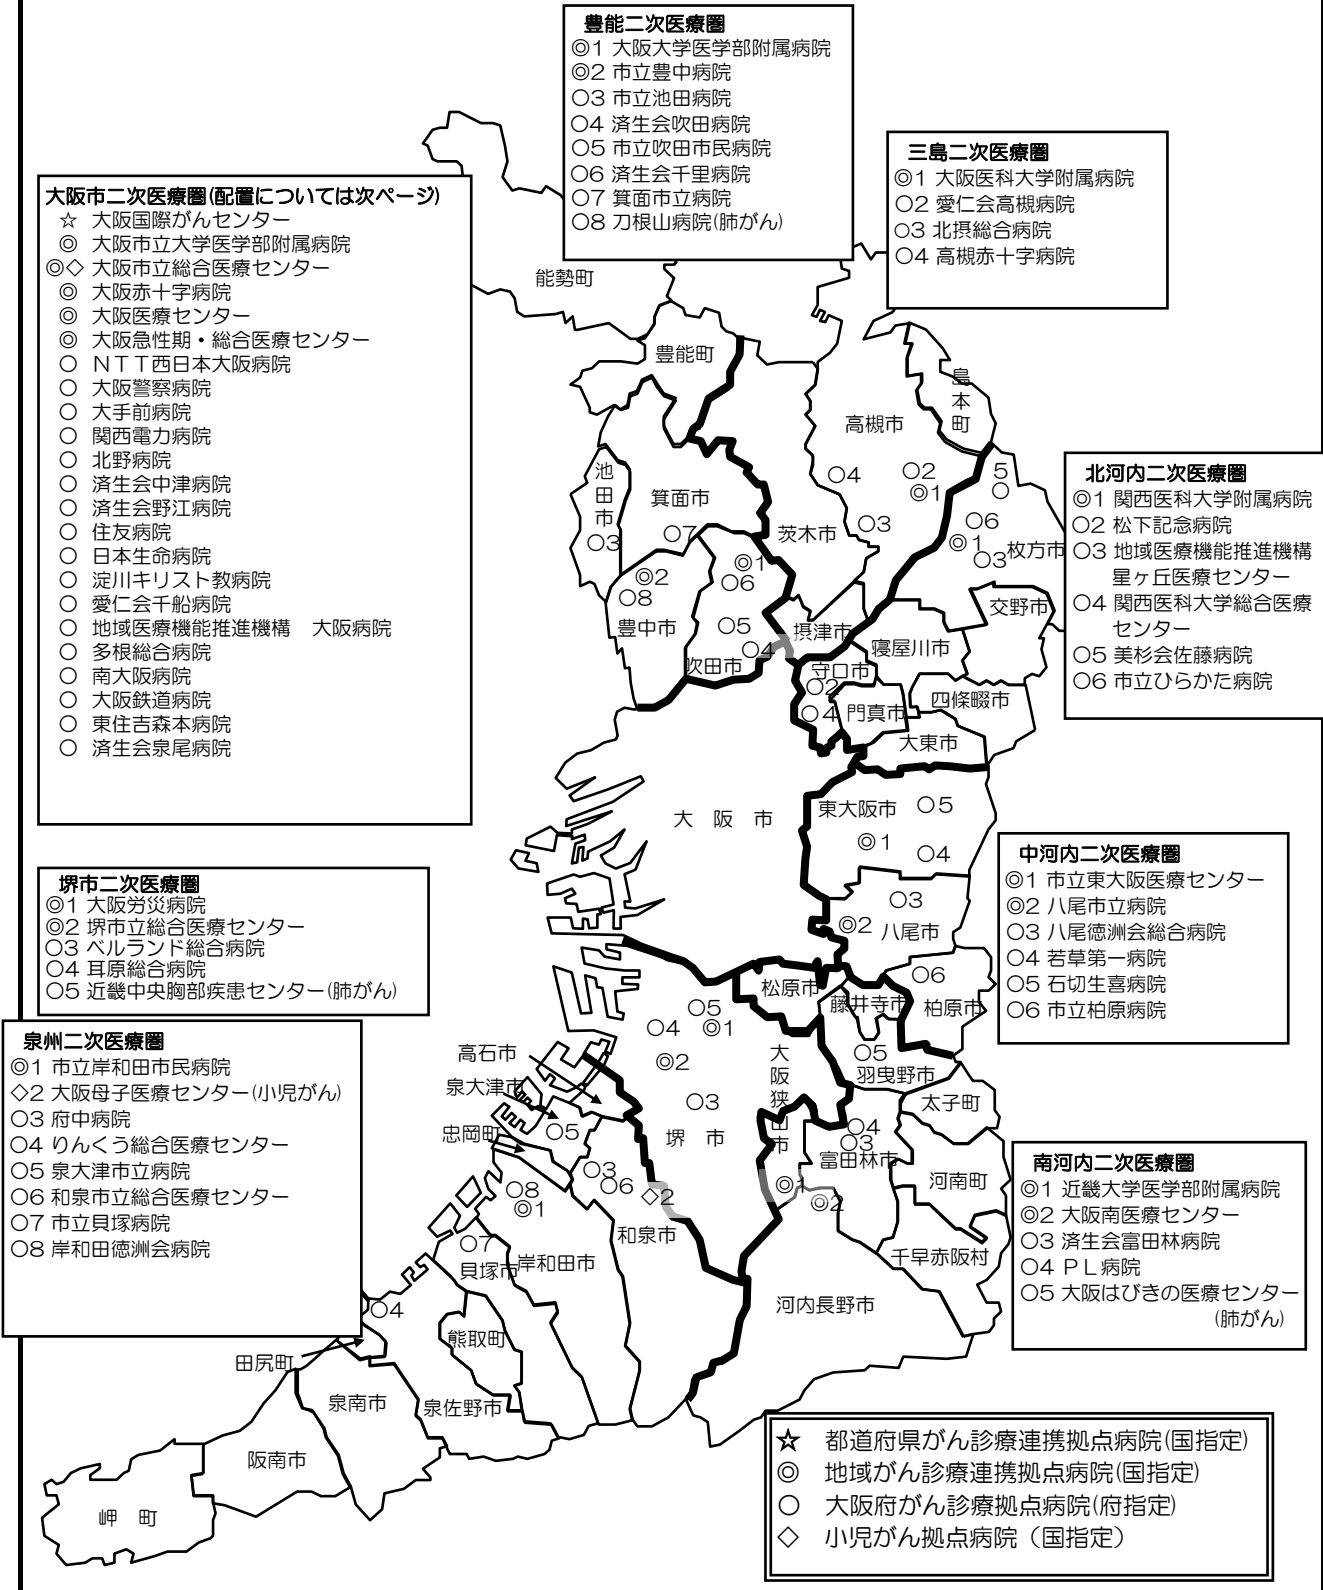 豊能二次医療圏
◎1 大阪大学医学部附属病院
◎2 市立豊中病院
○3 市立池田病院
○4 済生会吹田病院
○5 市立吹田市民病院
○6 済生会千里病院
○7 箕面市立病院
○8 刀根山病院(肺がん)
三島二次医療圏
◎1 大阪医科大学附属病院
○2 愛仁会高槻病院
○3 北摂総合病院
○4 高槻赤十字病院
大阪市二次医療圏(配置については次ページ)
☆ 大阪国際がんセンター
◎ 大阪市立大学医学部附属病院
◎◇ 大阪市立総合医療センター
◎ 大阪赤十字病院
◎ 大阪医療センター
◎ 大阪急性期・総合医療センター
○ NTT西日本大阪病院
○ 大阪警察病院
○ 大手前病院
○ 関西電力病院
○ 北野病院
○ 済生会中津病院
○ 済生会野江病院
○ 住友病院
○ 日本生命病院
○ 淀川キリスト教病院
○ 愛仁会千船病院
○ 地域医療機能推進機構 大阪病院
○ 多根総合病院
○ 南大阪病院
○ 大阪鉄道病院
○ 東住吉森本病院
○ 済生会泉尾病院
北河内二次医療圏
◎1 関西医科大学附属病院
○2 松下記念病院
○3 地域医療機能推進機構
星ヶ丘医療センター
○4 関西医科大学総合医療
センター
○5 美杉会佐藤病院
○6 市立ひらかた病院
中河内二次医療圏
◎1 市立東大阪医療センター
◎2 八尾市立病院
○3 八尾徳洲会総合病院
○4 若草第一病院
○5 石切生喜病院
○6 市立柏原病院
堺市二次医療圏
◎1 大阪労災病院
◎2 堺市立総合医療センター
○3 ベルランド総合病院
○4 耳原総合病院
○5 近畿中央胸部疾患センター(肺がん)
泉州二次医療圏
◎1 市立岸和田市民病院
◇2 大阪母子医療センター(小児がん)
○3 府中病院
○4 りんくう総合医療センター
○5 泉大津市立病院
○6 和泉市立総合医療センター
○7 市立貝塚病院
○8 岸和田徳洲会病院
南河内二次医療圏
◎1 近畿大学医学部附属病院
◎2 大阪南医療センター
○3 済生会富田林病院
○4 PL病院
○5 大阪はびきの医療センター
(肺がん)
能勢町
豊能町
島本町
高槻市
○4
○2
◎1
○3
池田市
○3
箕面市
○7
茨木市
5
○
○6
◎1
○3
枚方市
交野市
◎2
○8
豊中市
◎1
○6
○5
○4
吹田市
摂津市
寝屋川市
守口市
○2
○4
門真市
四條畷市
大東市
大阪市
東大阪市
○5
◎1
○4
○3
◎2
八尾市
○6
柏原市
松原市
藤井寺市
○5
羽曳野市
○5
○4
◎1
◎2
○3
堺市
大阪狭山市
◎1
太子町
○4
○3
富田林市
◎2
河南町
千早赤阪村
河内長野市
高石市
泉大津市
○5
忠岡町
○3
○6
◇2
和泉市
○8
◎1
岸和田市
○7
貝塚市
○4
熊取町
田尻町
泉佐野市
泉南市
阪南市
岬町
☆ 都道府県がん診療連携拠点病院(国指定)
◎ 地域がん診療連携拠点病院(国指定)
○ 大阪府がん診療拠点病院(府指定)
◇ 小児がん拠点病院(国指定)